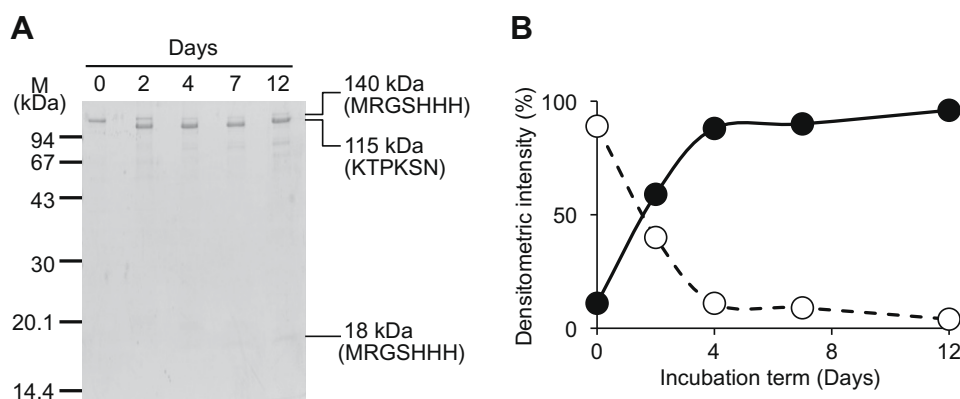 A
Days
M
(kDa)
0 2 4 7 12
94
67
43
30
20.1
14.4
140 kDa
(MRGSHHH)
115 kDa
(KTPKSN)
18 kDa
(MRGSHHH)
B
Densitometric intensity (%)
100
50
0
0 4 8 12
Incubation term (Days)